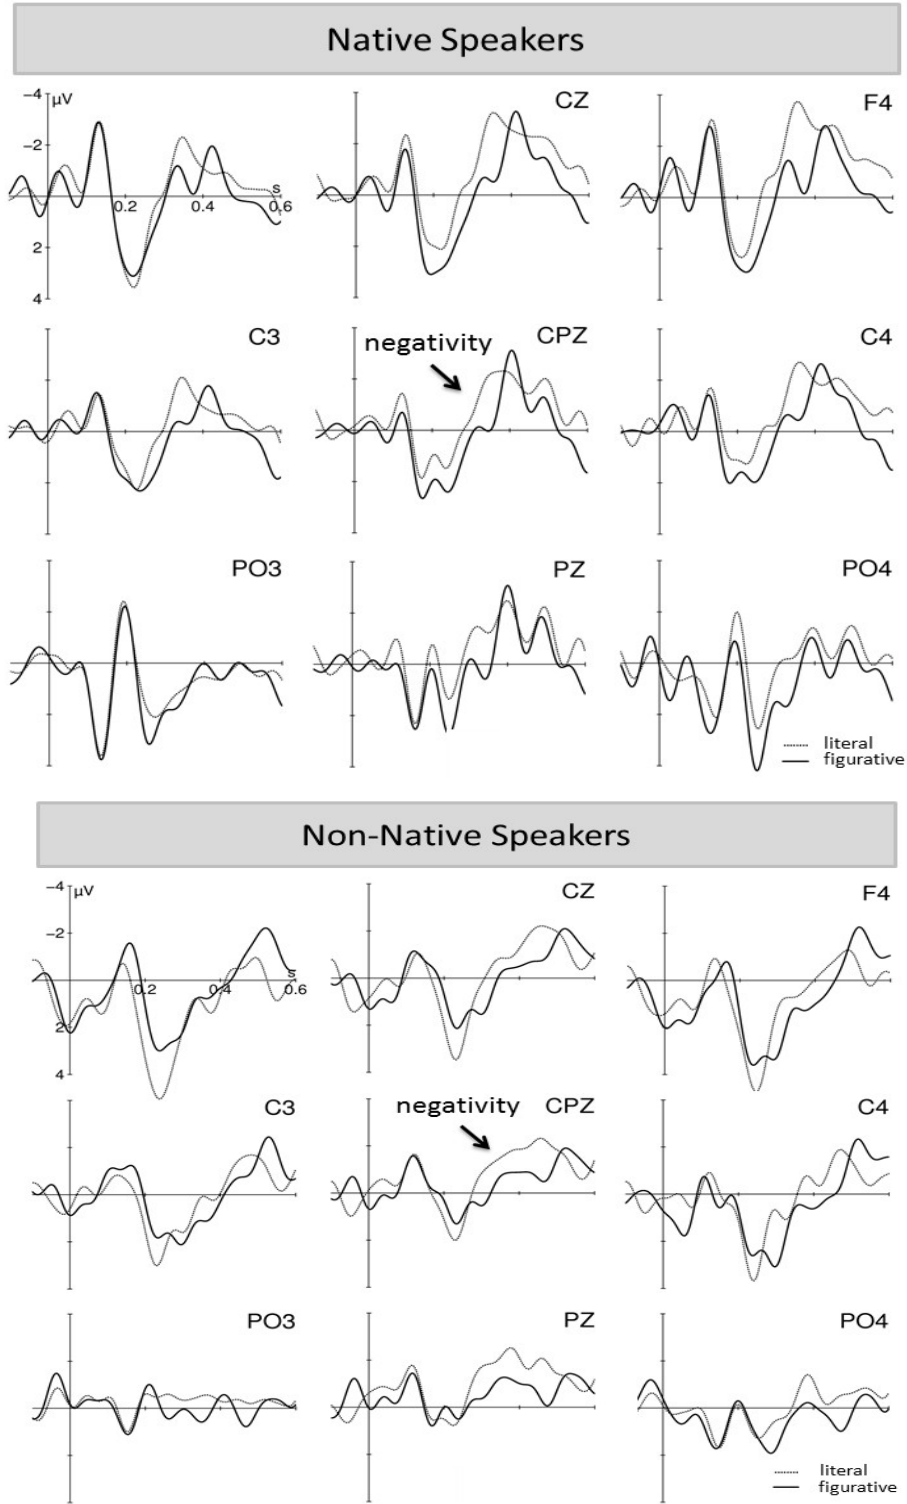 Native Speakers
−4 µV
CZ
F4
−2
s
0.2 0.4 0.6
2
4
C3
negativity CPZ
C4
PO3
PZ
PO4
literal
figurative
Non-Native Speakers
−4 µV
CZ
F4
−2
s
0.2 0.4 0.6
2
4
C3
negativity CPZ
C4
PO3
PZ
PO4
literal
figurative